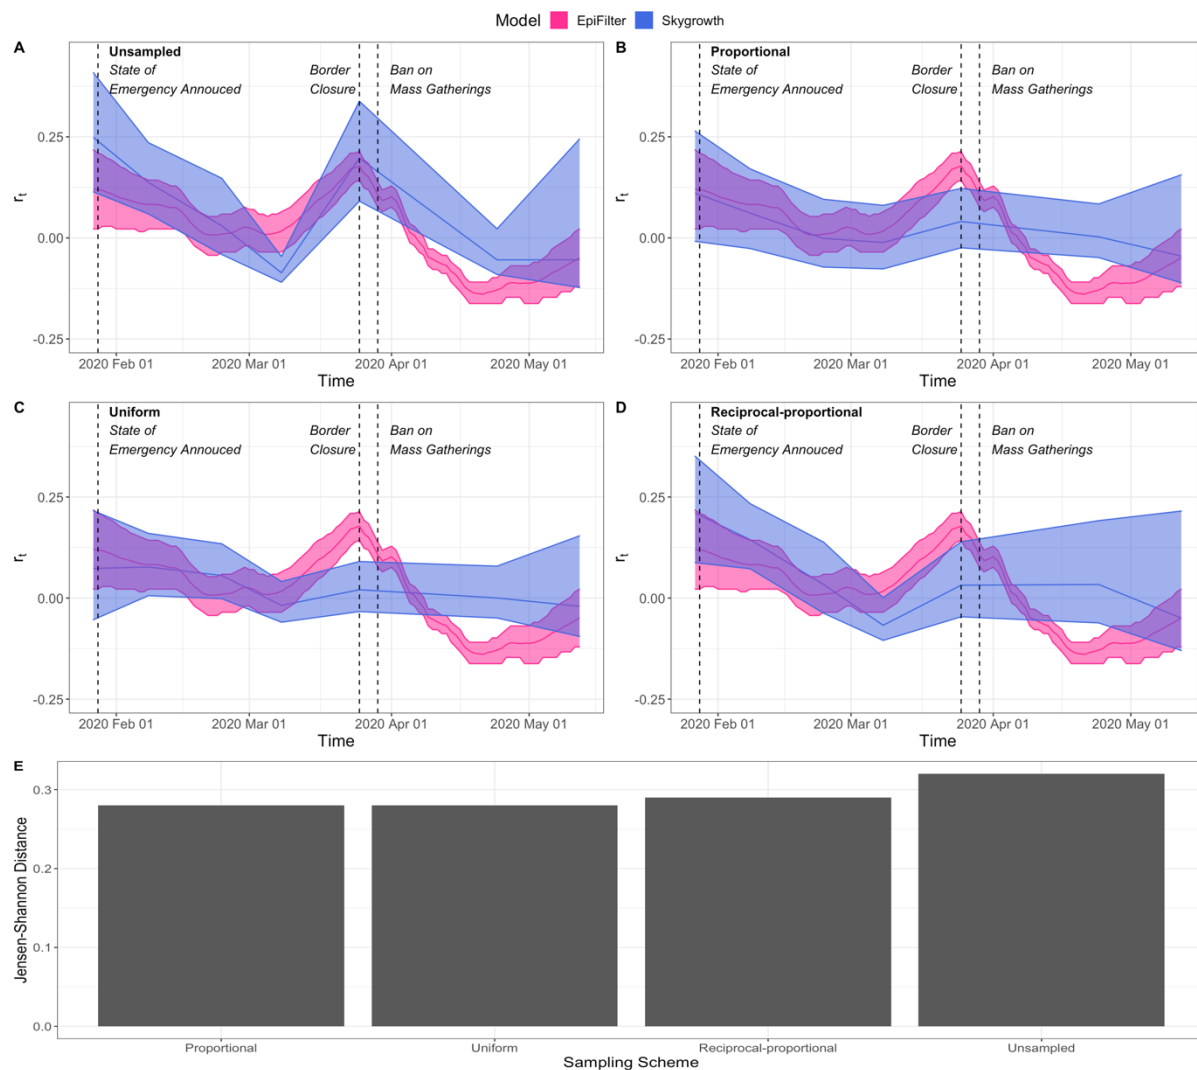 Model EpiFilter Skygrowth
A
Unsampled
State of
Emergency Annouced
Border
Closure
Ban on
Mass Gatherings
0.25
0.00
-0.25
rt
2020 Feb 01 2020 Mar 01 2020 Apr 01 2020 May 01
Time
B
Proportional
State of
Emergency Annouced
Border
Closure
Ban on
Mass Gatherings
0.25
0.00
-0.25
rt
2020 Feb 01 2020 Mar 01 2020 Apr 01 2020 May 01
Time
C
Uniform
State of
Emergency Annouced
Border
Closure
Ban on
Mass Gatherings
0.25
0.00
-0.25
rt
2020 Feb 01 2020 Mar 01 2020 Apr 01 2020 May 01
Time
D
Reciprocal-proportional
State of
Emergency Annouced
Border
Closure
Ban on
Mass Gatherings
0.25
0.00
-0.25
rt
2020 Feb 01 2020 Mar 01 2020 Apr 01 2020 May 01
Time
E
0.3
0.2
0.1
0.0
Jensen-Shannon Distance
Proportional Uniform Reciprocal-proportional Unsampled
Sampling Scheme